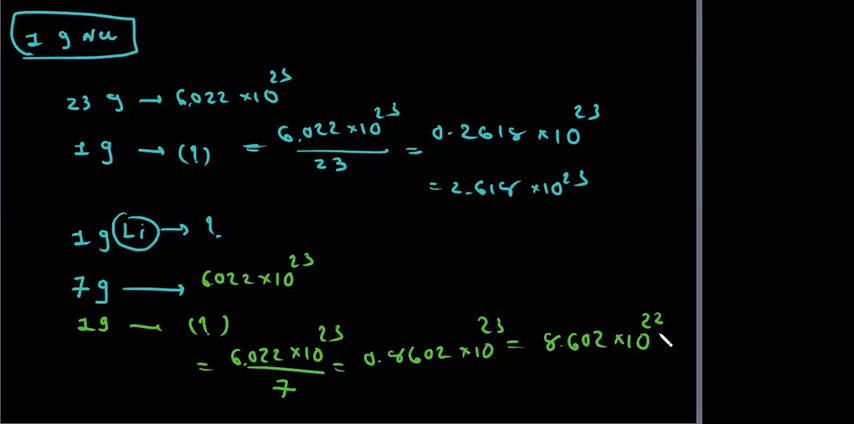 1 g Na
23 g → 6.022 × 10^23
1 g → (?) = 6.022 × 10^23 / 23 = 0.2618 × 10^23
= 2.618 × 10^23
1 g Li → ?
7 g → 6.022 × 10^23
1 g — (?)
= 6.022 × 10^23 / 7 = 0.8602 × 10^23 = 8.602 × 10^22